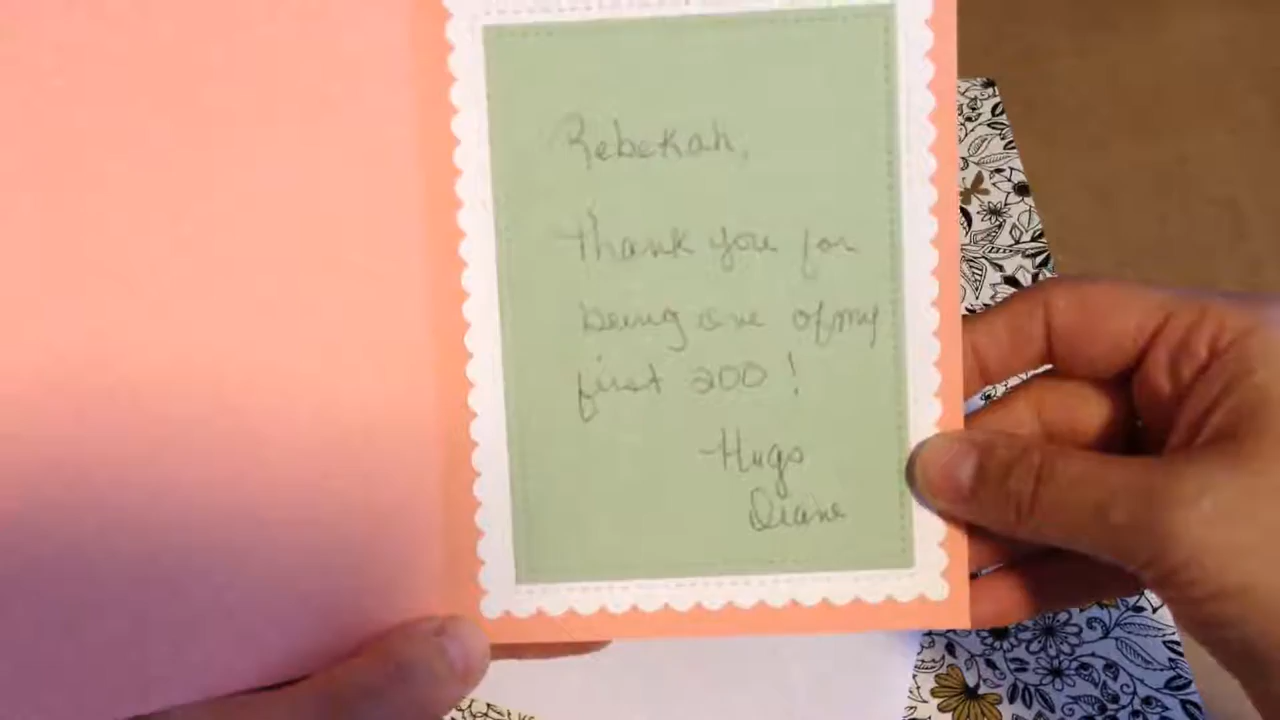 Rebekah,
Thank you for
being one of my
first 200!
Hugs
Diane